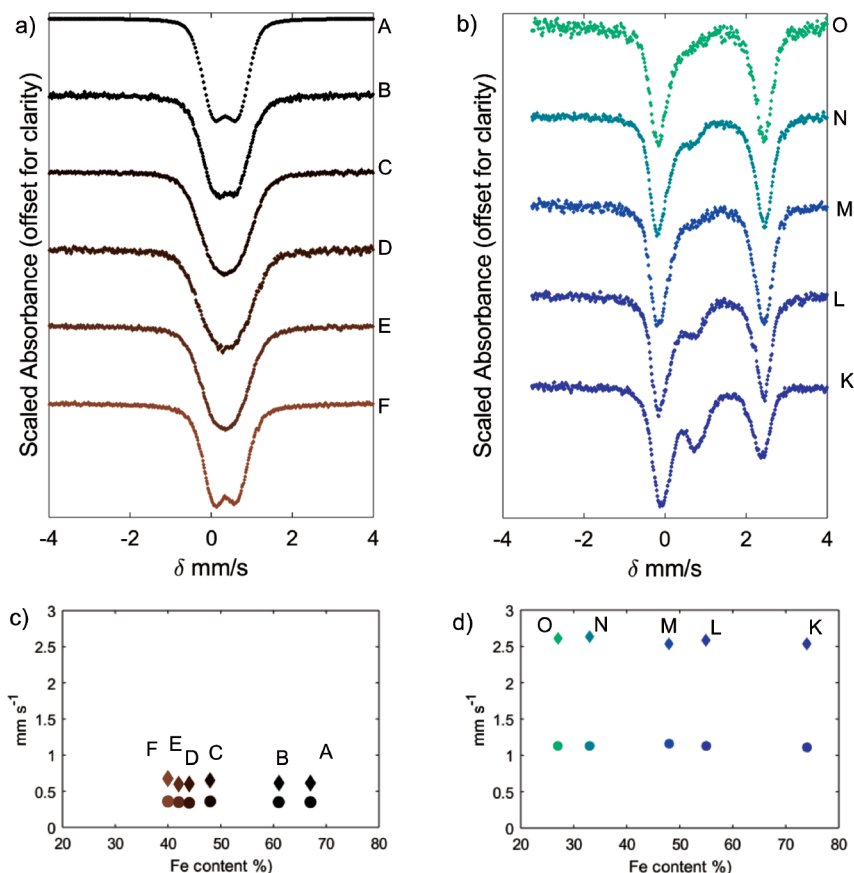 a)
A
B
C
D
E
F
Scaled Absorbance (offset for clarity)
-4 -2 0 2 4
δ mm/s
b)
O
N
M
L
K
Scaled Absorbance (offset for clarity)
-4 -2 0 2 4
δ mm/s
c)
3
2.5
2
1.5
1
0.5
0
mm s⁻¹
F E D C B A
20 30 40 50 60 70 80
Fe content %)
d)
3
2.5
2
1.5
1
0.5
0
mm s⁻¹
O N M L K
20 30 40 50 60 70 80
Fe content %)